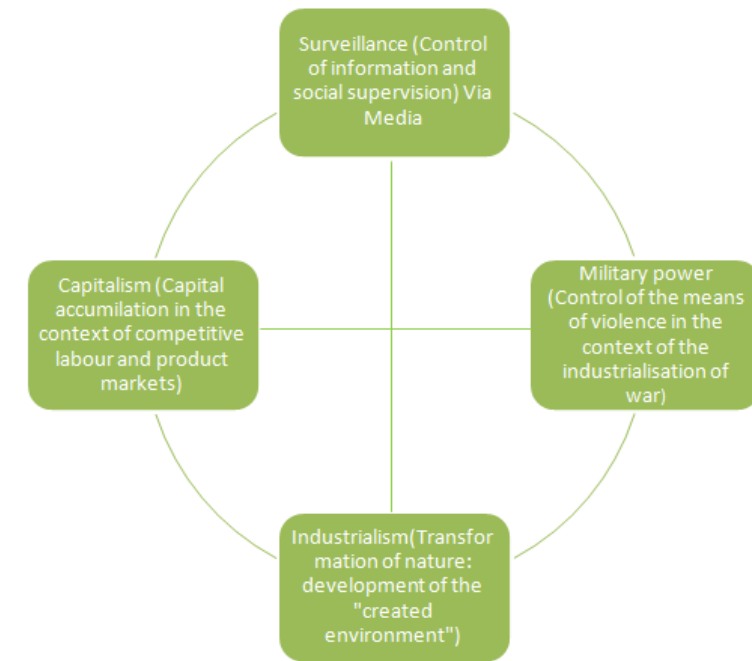 Surveillance (Control
of information and
social supervision) Via
Media
Capitalism (Capital
accumilation in the
context of competitive
labour and product
markets)
Military power
(Control of the means
of violence in the
context of the
industrialisation of
war)
Industrialism(Transfor
mation of nature:
development of the
"created
environment")